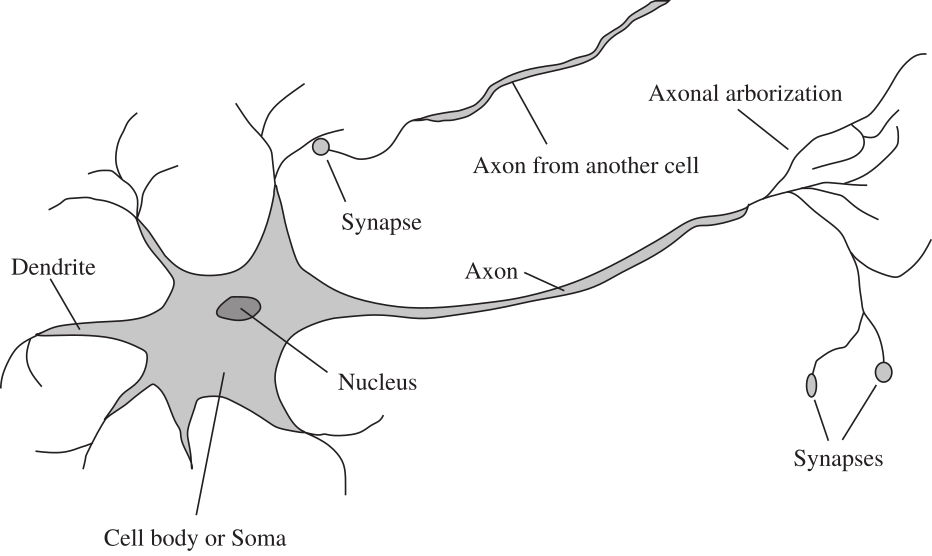 Axonal arborization
Axon from another cell
Synapse
Dendrite
Axon
Nucleus
Synapses
Cell body or Soma